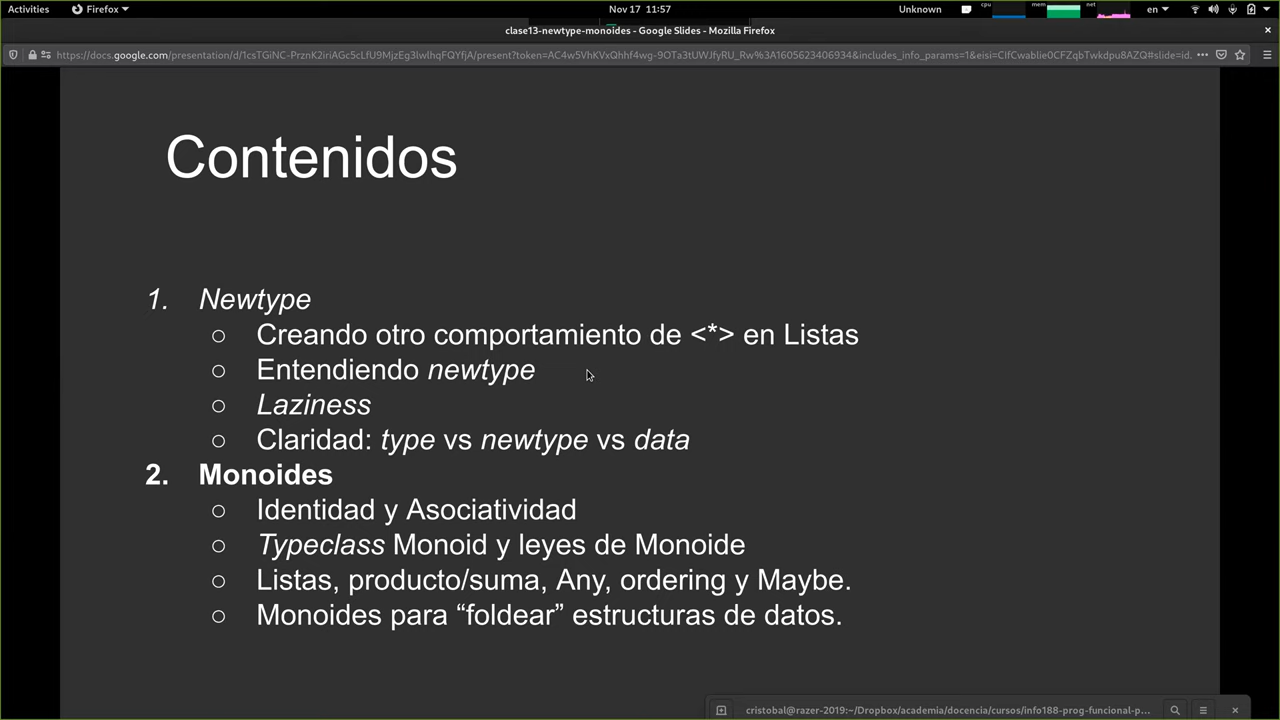 Activities Firefox Nov 17 11:57 Unknown cpu mem net en
clase13-newtype-monoides - Google Slides - Mozilla Firefox
Contenidos
1. Newtype
○ Creando otro comportamiento de <*> en Listas
○ Entendiendo newtype
○ Laziness
○ Claridad: type vs newtype vs data
2. Monoides
○ Identidad y Asociatividad
○ Typeclass Monoid y leyes de Monoide
○ Listas, producto/suma, Any, ordering y Maybe.
○ Monoides para “foldear” estructuras de datos.
cristobal@razer-2019:~/Dropbox/academia/docencia/cursos/info188-prog-funcional-p...